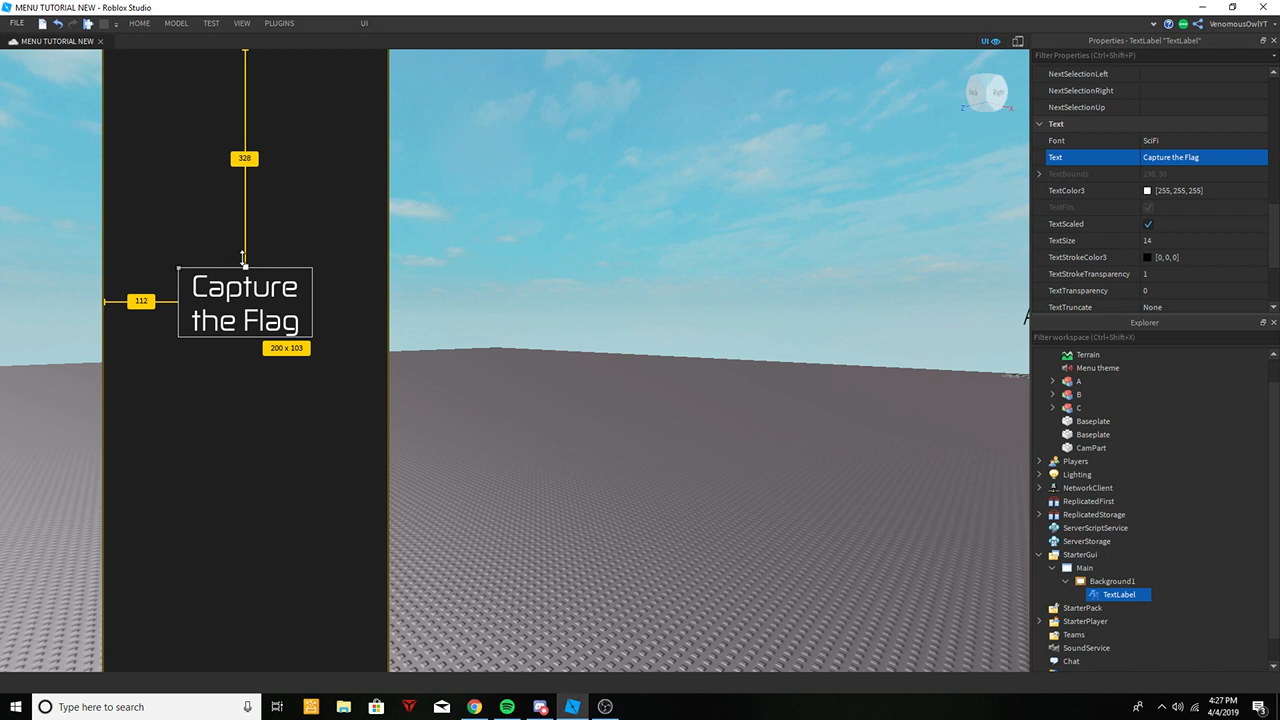 MENU TUTORIAL NEW - Roblox Studio
FILE
HOME
MODEL
TEST
VIEW
PLUGINS
UI
VenomousOwlYT
MENU TUTORIAL NEW
UI
Back
Right
Z
X
328
Capture
the Flag
112
200 x 103
A
Properties - TextLabel "TextLabel"
Filter Properties (Ctrl+Shift+P)
NextSelectionLeft
NextSelectionRight
NextSelectionUp
Text
Font SciFi
Text Capture the Flag
TextBounds 198, 30
TextColor3 [255, 255, 255]
TextFits
TextScaled
TextSize 14
TextStrokeColor3 [0, 0, 0]
TextStrokeTransparency 1
TextTransparency 0
TextTruncate None
Explorer
Filter workspace (Ctrl+Shift+X)
Terrain
Menu theme
A
B
C
Baseplate
Baseplate
CamPart
Players
Lighting
NetworkClient
ReplicatedFirst
ReplicatedStorage
ServerScriptService
ServerStorage
StarterGui
Main
Background1
TextLabel
StarterPack
StarterPlayer
Teams
SoundService
Chat
Type here to search
4:27 PM
4/4/2019
3